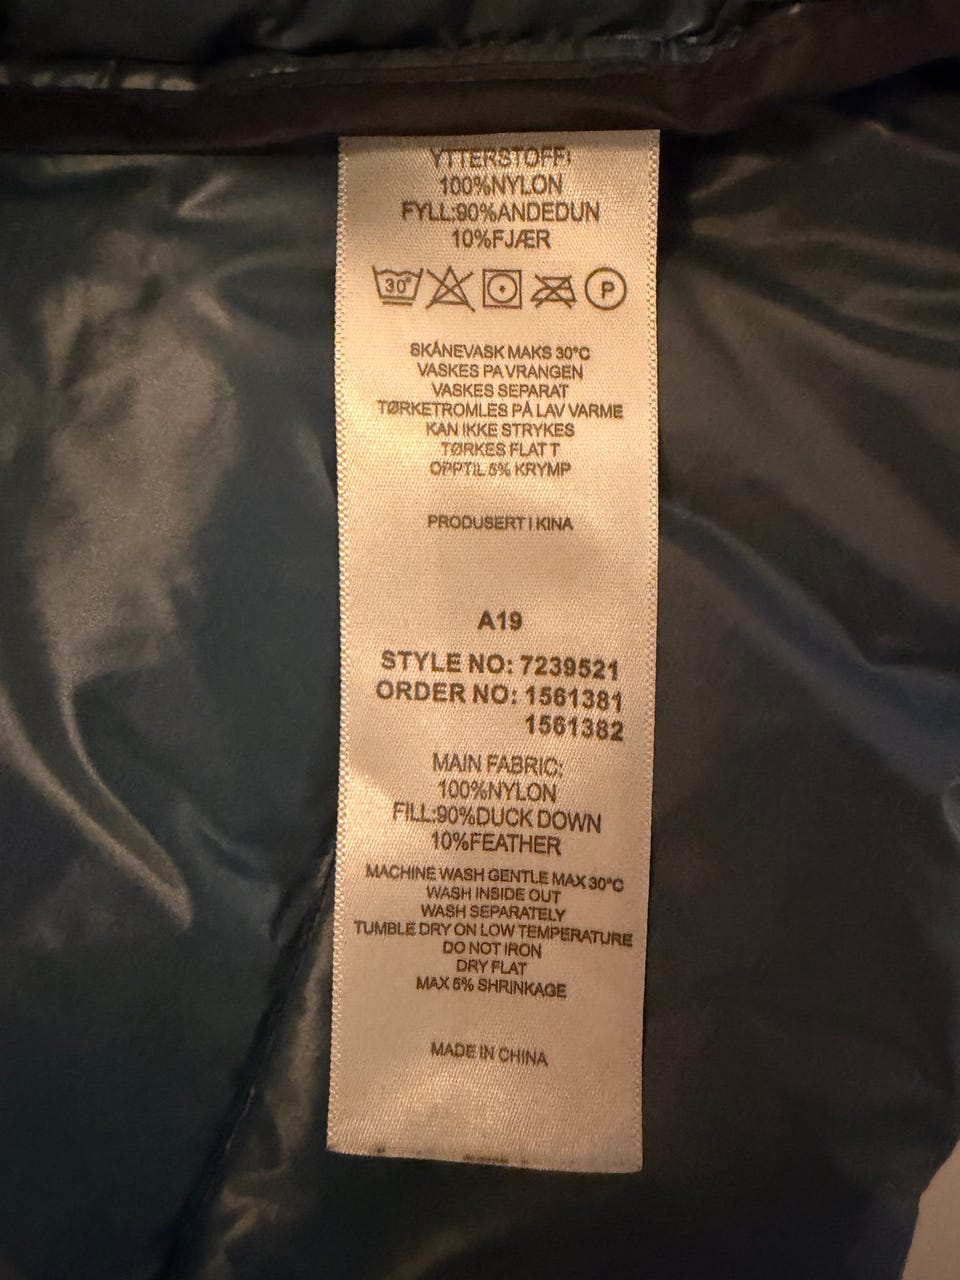 YTTERSTOFF:
100%NYLON
FYLL:90%ANDEDUN
10%FJÆR
30° P
SKÅNEVASK MAKS 30°C
VASKES PA VRANGEN
VASKES SEPARAT
TØRKETROMLES PÅ LAV VARME
KAN IKKE STRYKES
TØRKES FLATT
OPPTIL 5% KRYMP
PRODUSERT I KINA
A19
STYLE NO: 7239521
ORDER NO: 1561381
1561382
MAIN FABRIC:
100%NYLON
FILL:90%DUCK DOWN
10%FEATHER
MACHINE WASH GENTLE MAX 30°C
WASH INSIDE OUT
WASH SEPARATELY
TUMBLE DRY ON LOW TEMPERATURE
DO NOT IRON
DRY FLAT
MAX 5% SHRINKAGE
MADE IN CHINA